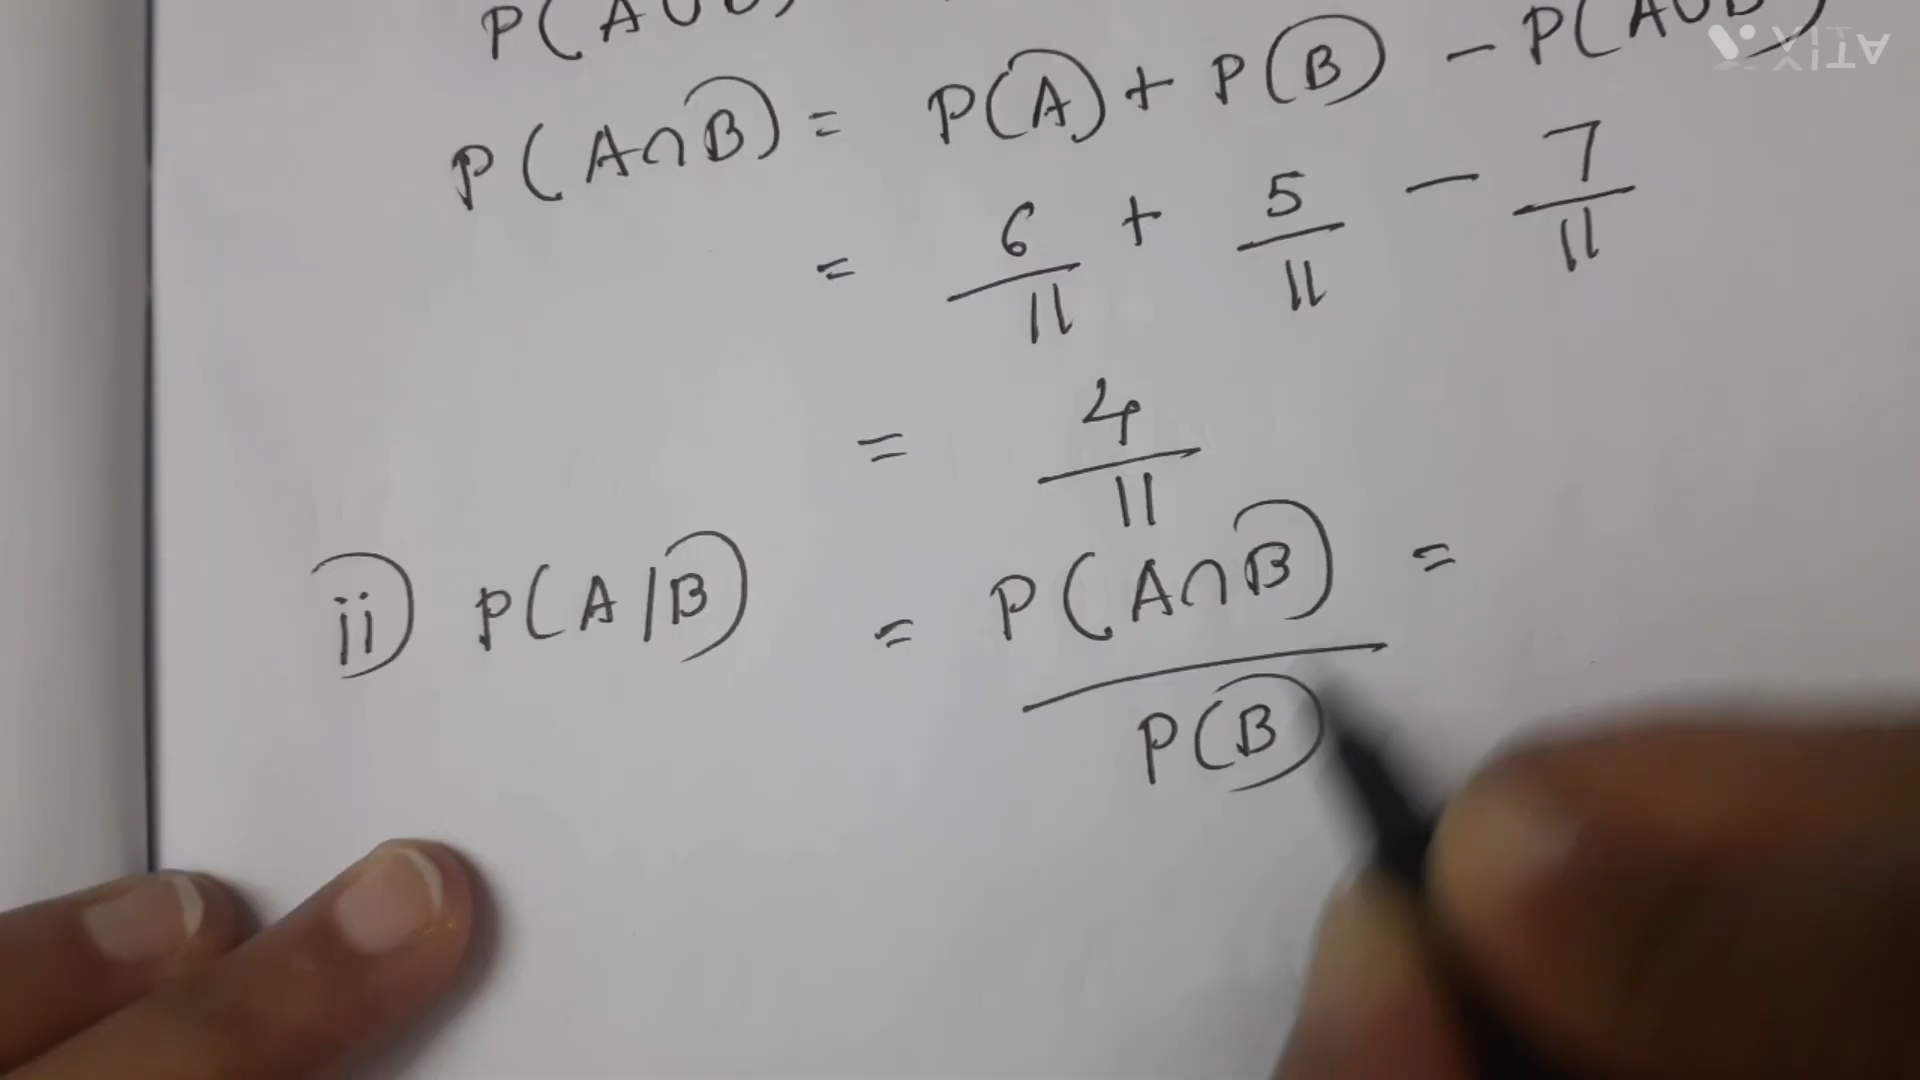 P(A∪B)
P(A∩B) = P(A) + P(B) − P(A∪B)
= 6/11 + 5/11 − 7/11
= 4/11
ii) P(A/B) = P(A∩B)/P(B) =